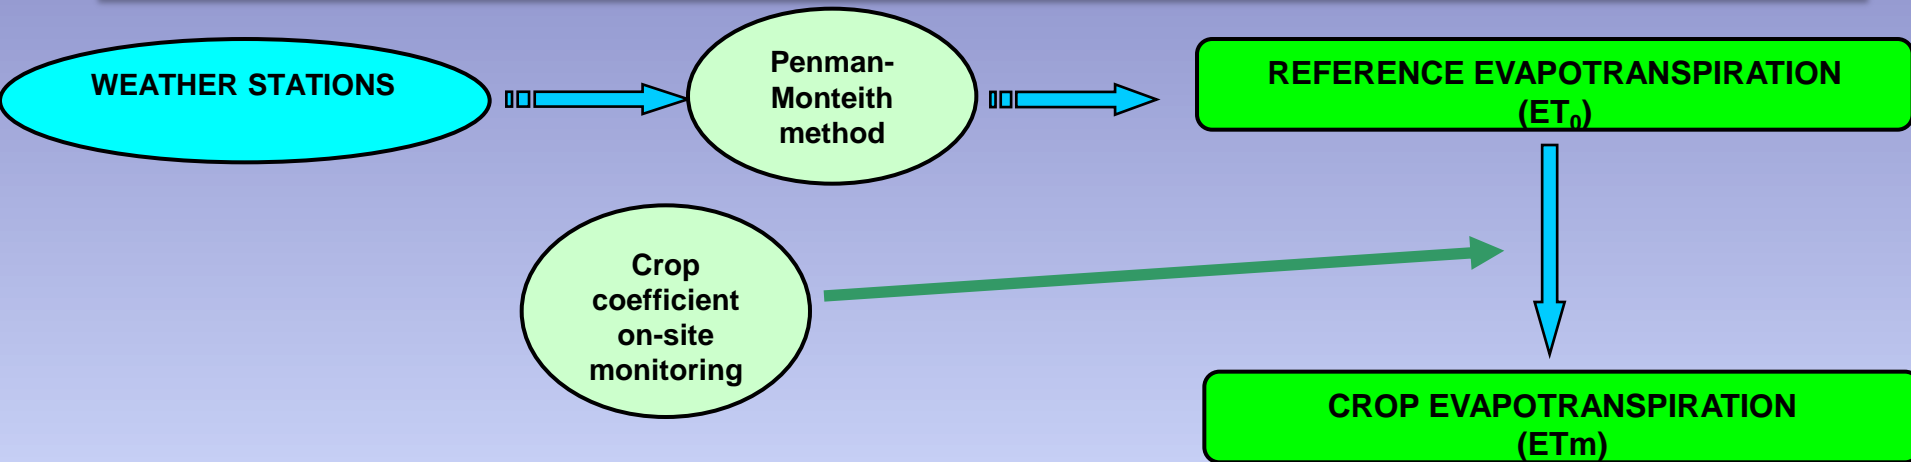 WEATHER STATIONS
Penman-
Monteith
method
REFERENCE EVAPOTRANSPIRATION
(ET₀)
Crop
coefficient
on-site
monitoring
CROP EVAPOTRANSPIRATION
(ETm)